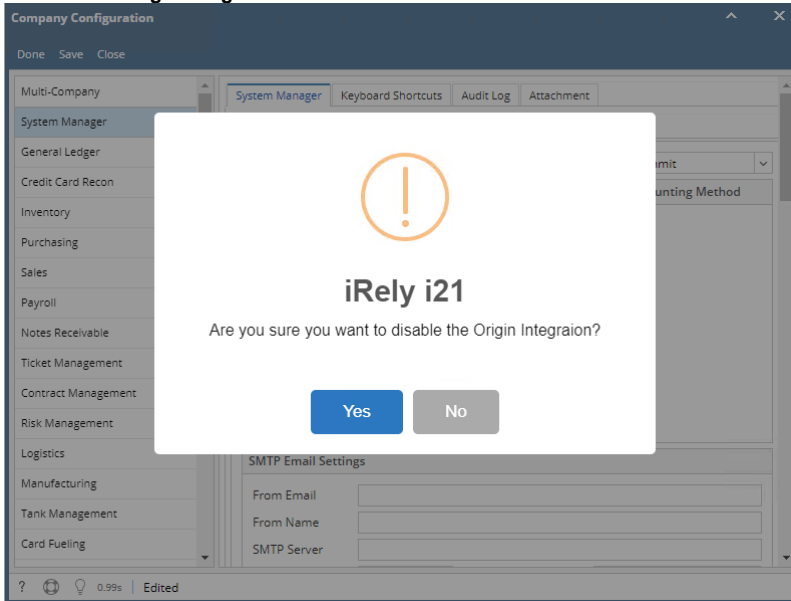 Company Configuration
Done Save Close
Multi-Company
System Manager
General Ledger
Credit Card Recon
Inventory
Purchasing
Sales
Payroll
Notes Receivable
Ticket Management
Contract Management
Risk Management
Logistics
Manufacturing
Tank Management
Card Fueling
System Manager Keyboard Shortcuts Audit Log Attachment
iRely i21
Are you sure you want to disable the Origin Integraion?
Yes No
SMTP Email Settings
From Email
From Name
SMTP Server
? 0.99s Edited